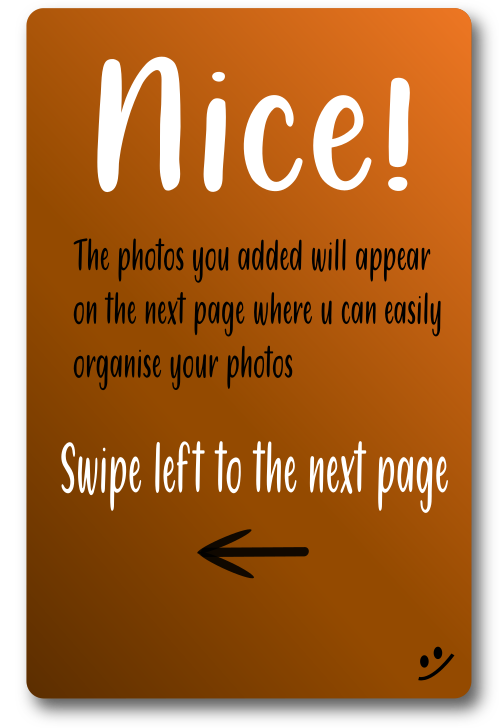 Nice!
The photos you added will appear
on the next page where u can easily
organise your photos
Swipe left to the next page